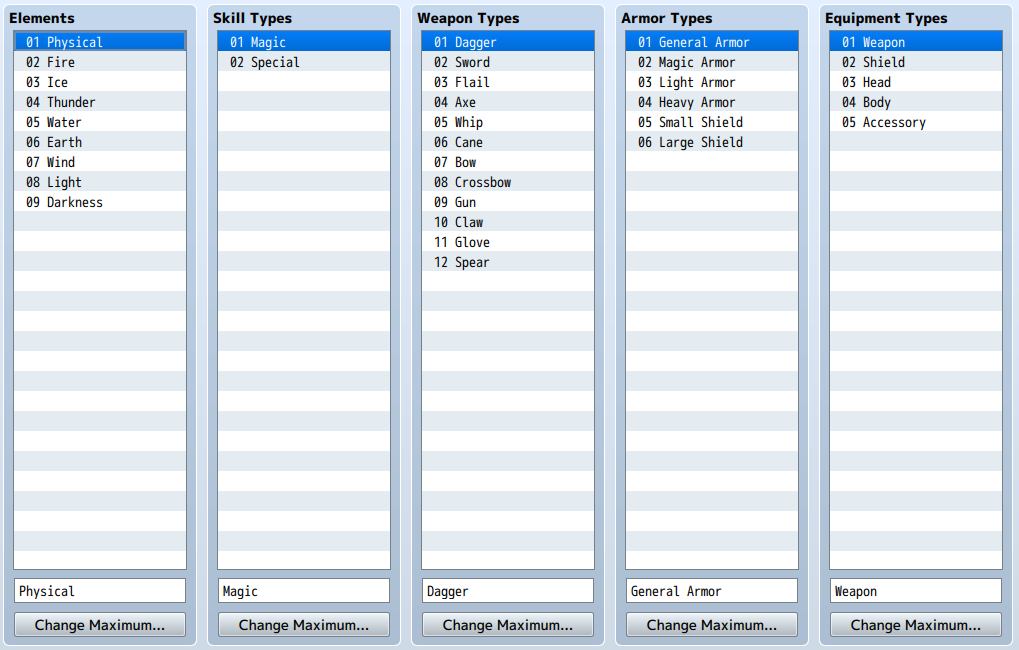 Elements
01 Physical
02 Fire
03 Ice
04 Thunder
05 Water
06 Earth
07 Wind
08 Light
09 Darkness
Physical
Change Maximum...
Skill Types
01 Magic
02 Special
Magic
Change Maximum...
Weapon Types
01 Dagger
02 Sword
03 Flail
04 Axe
05 Whip
06 Cane
07 Bow
08 Crossbow
09 Gun
10 Claw
11 Glove
12 Spear
Dagger
Change Maximum...
Armor Types
01 General Armor
02 Magic Armor
03 Light Armor
04 Heavy Armor
05 Small Shield
06 Large Shield
General Armor
Change Maximum...
Equipment Types
01 Weapon
02 Shield
03 Head
04 Body
05 Accessory
Weapon
Change Maximum...